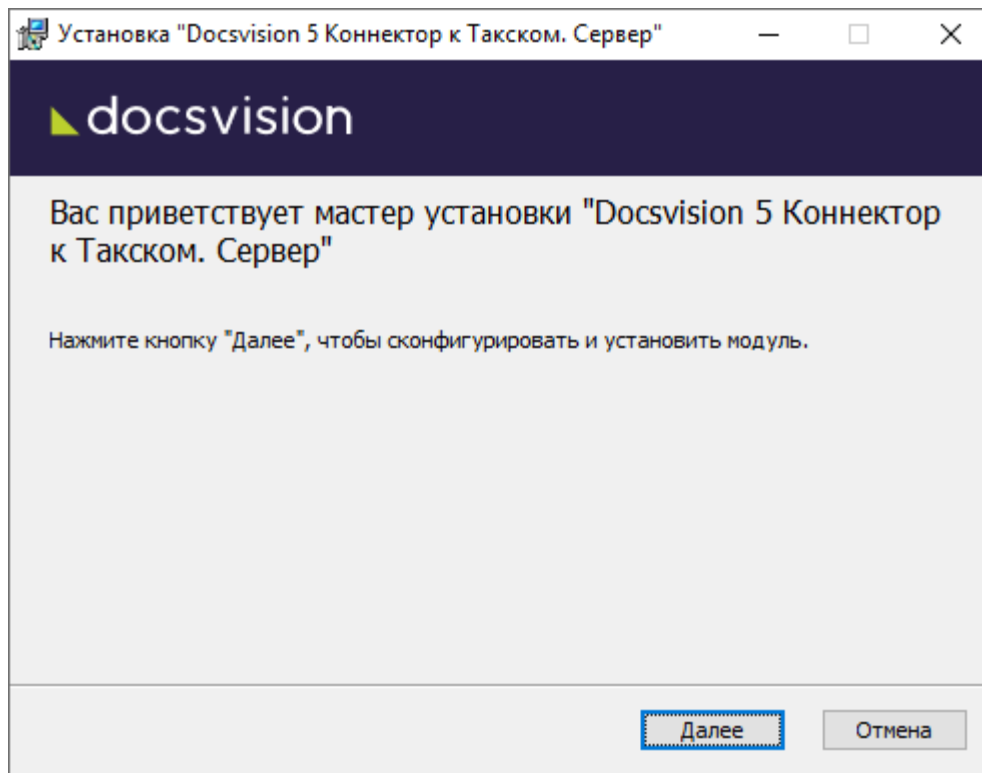 Установка "Docsvision 5 Коннектор к Такском. Сервер"
docsvision
Вас приветствует мастер установки "Docsvision 5 Коннектор
к Такском. Сервер"
Нажмите кнопку "Далее", чтобы сконфигурировать и установить модуль.
Далее
Отмена